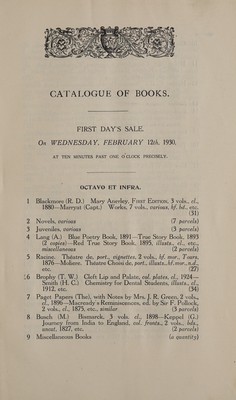 CATALOGUE OF BOOKS.
FIRST DAY'S SALE.
On WEDNESDAY, FEBRUARY 12th, 1930,
AT TEN MINUTES PAST ONE O'CLOCK PRECISELY.
OCTAVO ET INFRA.
1 Blackmore (R. D.) Mary Anerley, First Edition, 3 vols., cl.,
1880—Marryat (Capt.) Works, 7 vols., various, hf. bd., etc.
(31)
2 Novels, various (7 parcels)
3 Juveniles, various (3 parcels)
4 Lang (A.) Blue Poetry Book, 1891—True Story Book, 1893
(2 copies)—Red True Story Book, 1895, illusts., cl., etc.,
miscellaneous (2 parcels)
5 Racine. Théatre de, port., vignettes, 2 vols., hf. mor., Tours,
1876—Moliere. Théatre Choisi de, port., illusts., hf. mor., n.d.,
etc. (27)
6 Brophy (T. W.) Cleft Lip and Palate, col. plates, cl., 1924—
Smith (H. C.) Chemistry for Dental Students, illusts., cl.,
1912, etc. (34)
7 Paget Papers (The), with Notes by Mrs. J. R. Green, 2 vols.,
cl., 1896—Macready's Reminiscences, ed. by Sir F. Pollock,
2 vols., cl., 1875, etc., similar (3 parcels)
8 Busch (M.) Bismarck, 3 vols. cl., 1898—Keppel (G.)
Journey from India to England, col. fronts., 2 vols., bds.,
uncut, 1827, etc. (2 parcels)
9 Miscellaneous Books (a quantity)